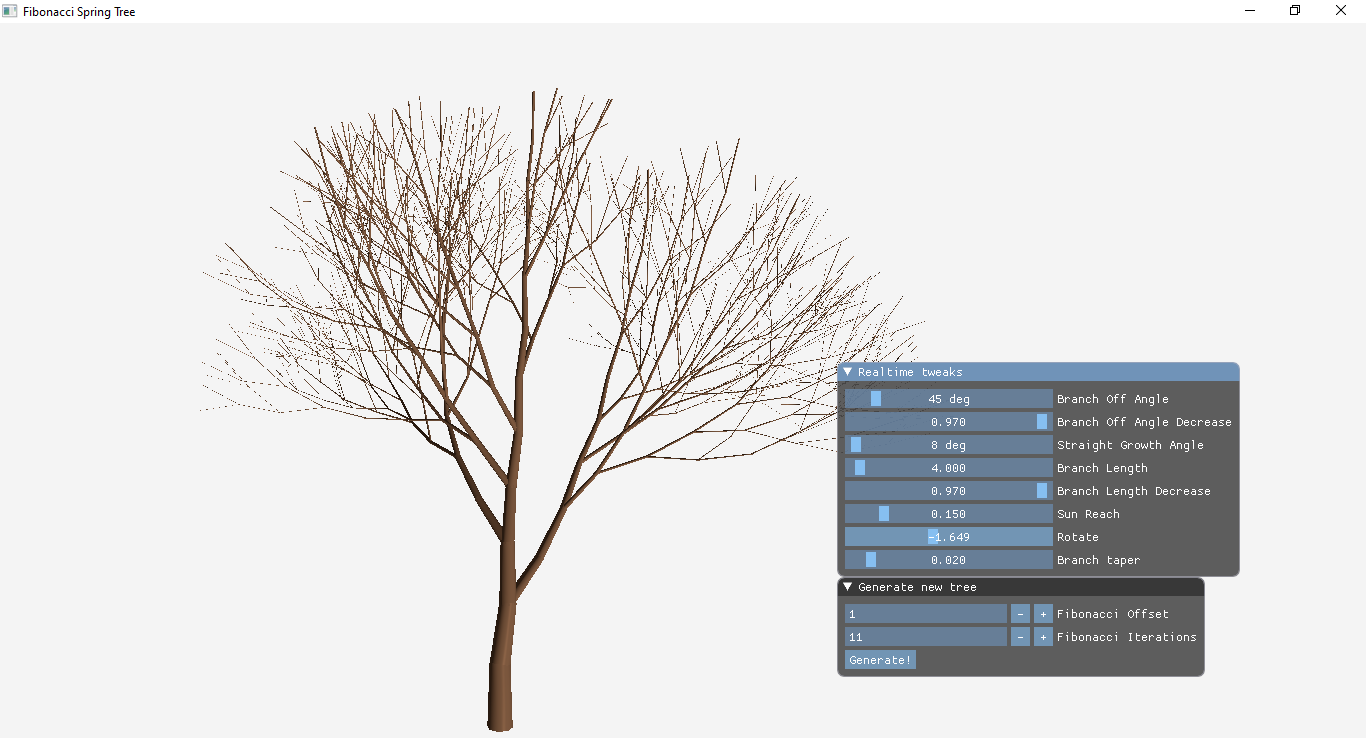 Fibonacci Spring Tree
Realtime tweaks
45 deg Branch Off Angle
0.970 Branch Off Angle Decrease
8 deg Straight Growth Angle
4.000 Branch Length
0.970 Branch Length Decrease
0.150 Sun Reach
-1.649 Rotate
0.020 Branch taper
Generate new tree
1 - + Fibonacci Offset
11 - + Fibonacci Iterations
Generate!